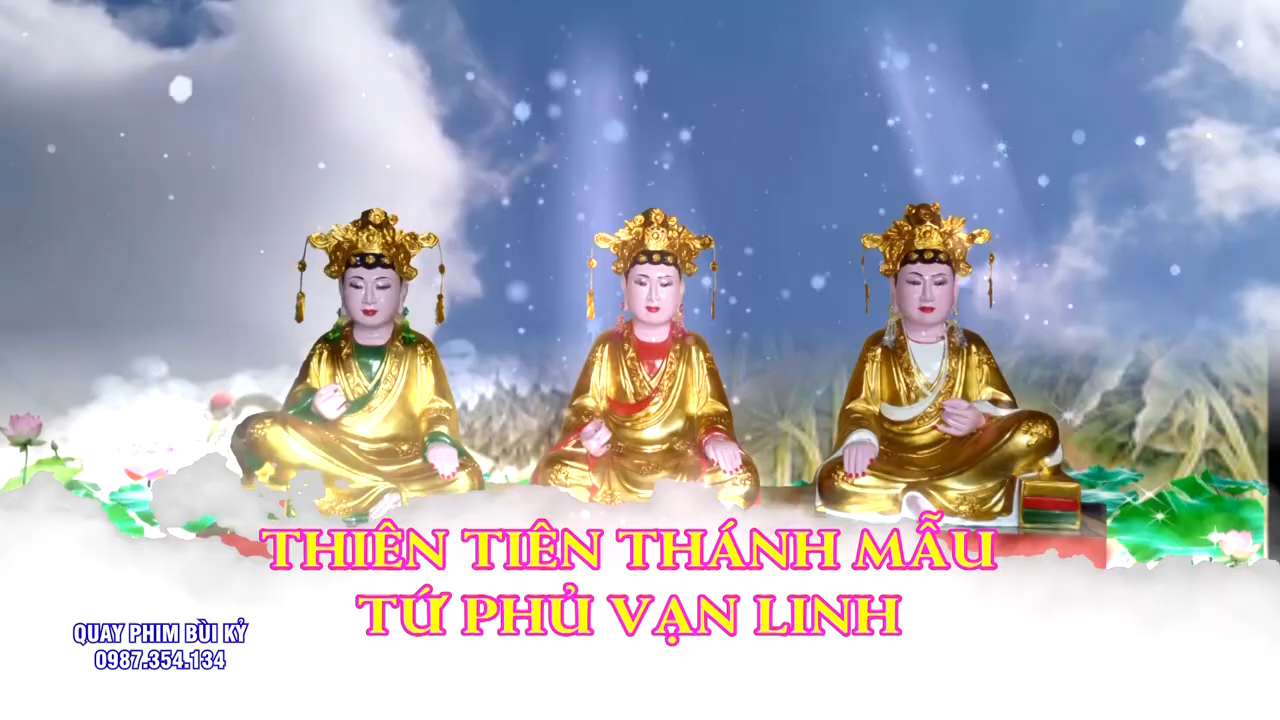 THIÊN TIÊN THÁNH MẪU
TỨ PHỦ VẠN LINH
QUAY PHIM BÙI KỶ
0987.354.134